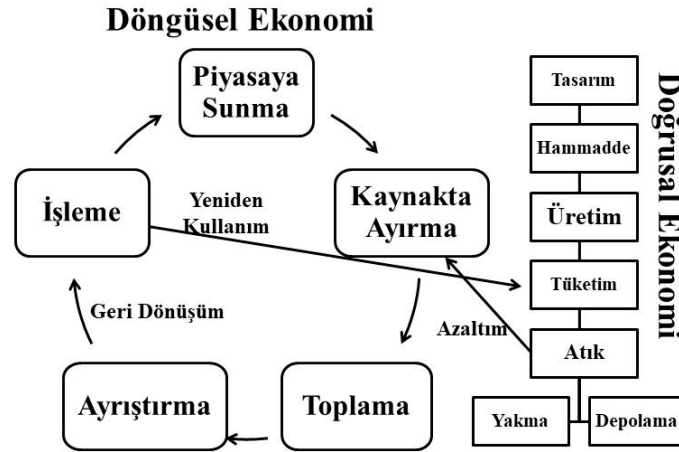 Döngüsel Ekonomi
Piyasaya
Sunma
İşleme
Yeniden
Kullanım
Kaynakta
Ayırma
Geri Dönüşüm
Azaltım
Ayrıştırma
Toplama
Tasarım
Hammadde
Üretim
Tüketim
Atık
Yakma
Depolama
Doğrusal Ekonomi